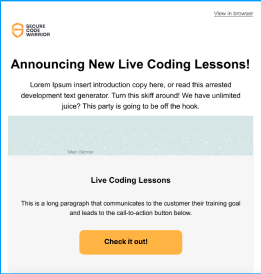 View in browser
SECURE
CODE
WARRIOR
Announcing New Live Coding Lessons!
Lorem Ipsum insert introduction copy here, or read this arrested
development text generator. Turn this skiff around! We have unlimited
juice? This party is going to be off the hook.
Main Banner
Live Coding Lessons
This is a long paragraph that communicates to the customer their training goal
and leads to the call-to-action button below.
Check it out!